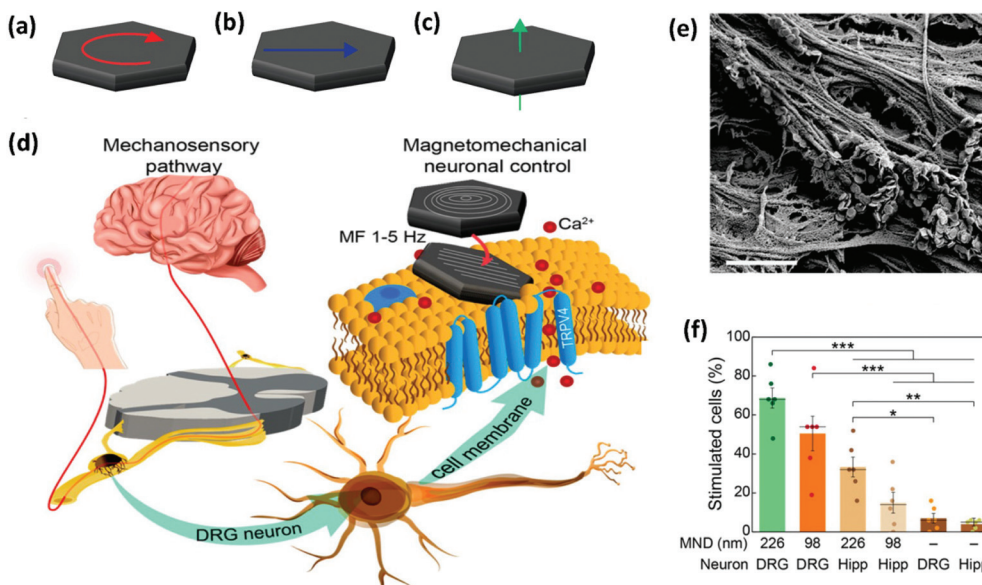 (a)
(b)
(c)
(d)
Mechanosensory
pathway
Magnetomechanical
neuronal control
MF 1-5 Hz
Ca²⁺
TRPV4
cell membrane
DRG neuron
(e)
(f)
Stimulated cells (%)
100
80
60
40
20
0
***
***
**
*
MND (nm) 226 98 226 98 – –
Neuron DRG DRG Hipp Hipp DRG Hipp